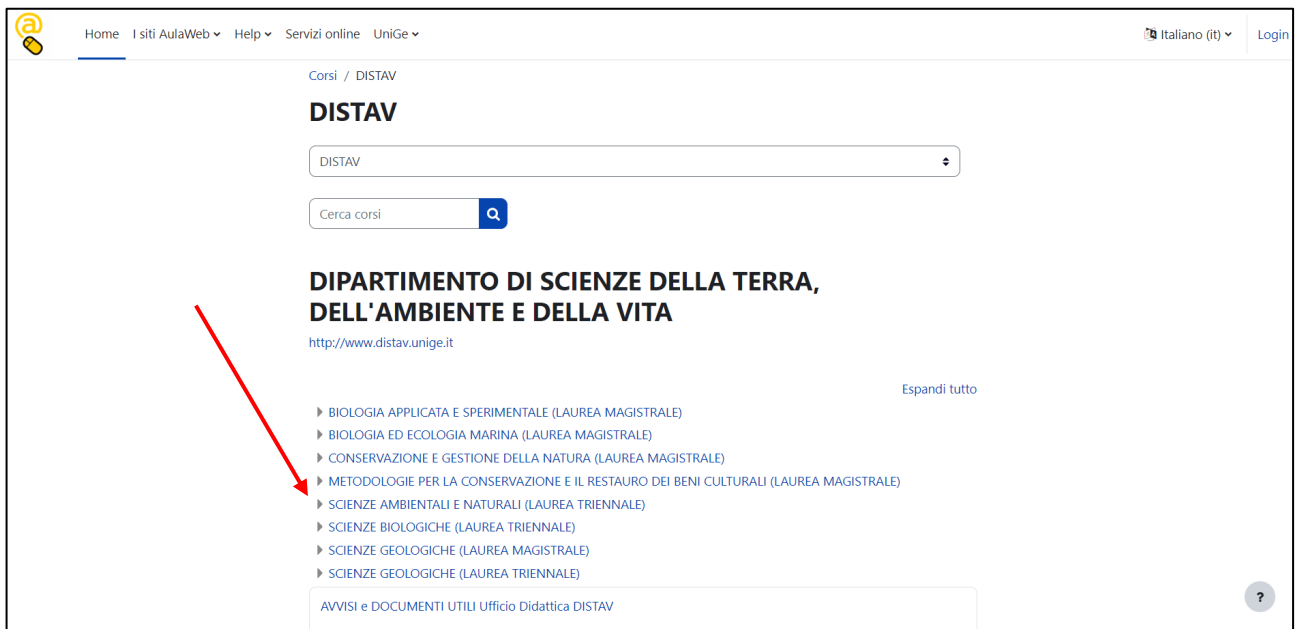 Home I siti AulaWeb Help Servizi online UniGe Italiano (it) Login
Corsi / DISTAV
DISTAV
DISTAV
Cerca corsi
DIPARTIMENTO DI SCIENZE DELLA TERRA,
DELL'AMBIENTE E DELLA VITA
http://www.distav.unige.it
Espandi tutto
BIOLOGIA APPLICATA E SPERIMENTALE (LAUREA MAGISTRALE)
BIOLOGIA ED ECOLOGIA MARINA (LAUREA MAGISTRALE)
CONSERVAZIONE E GESTIONE DELLA NATURA (LAUREA MAGISTRALE)
METODOLOGIE PER LA CONSERVAZIONE E IL RESTAURO DEI BENI CULTURALI (LAUREA MAGISTRALE)
SCIENZE AMBIENTALI E NATURALI (LAUREA TRIENNALE)
SCIENZE BIOLOGICHE (LAUREA TRIENNALE)
SCIENZE GEOLOGICHE (LAUREA MAGISTRALE)
SCIENZE GEOLOGICHE (LAUREA TRIENNALE)
AVVISI e DOCUMENTI UTILI Ufficio Didattica DISTAV
?